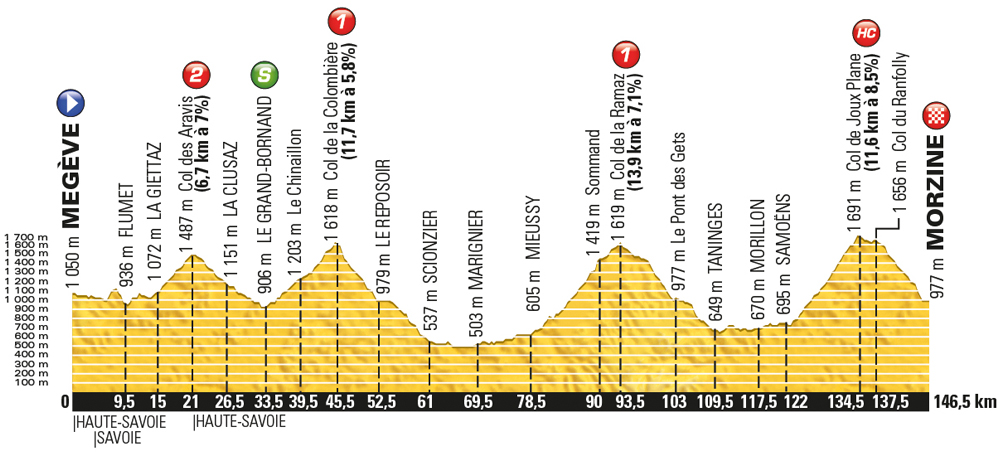 1 050 m MEGÈVE
936 m FLUMET
1 072 m LA GIETTAZ
2
1 487 m Col des Aravis
(6,7 km à 7%)
1 151 m LA CLUSAZ
S
906 m LE GRAND-BORNAND
1 203 m Le Chinaillon
1
1 618 m Col de la Colombière
(11,7 km à 5,8%)
979 m LE REPOSOIR
537 m SCIONZIER
503 m MARIGNIER
605 m MIEUSSY
1 419 m Sommand
1
1 619 m Col de la Ramaz
(13,9 km à 7,1%)
977 m Le Pont des Gets
649 m TANINGES
670 m MORILLON
695 m SAMOËNS
HC
1 691 m Col de Joux Plane
(11,6 km à 8,5%)
1 656 m Col du Ranfolly
977 m MORZINE
1 700 m
1 600 m
1 500 m
1 400 m
1 300 m
1 200 m
1 100 m
1 000 m
900 m
800 m
700 m
600 m
500 m
400 m
300 m
200 m
100 m
0 9,5 15 21 26,5 33,5 39,5 45,5 52,5 61 69,5 78,5 90 93,5 103 109,5 117,5 122 134,5 137,5 146,5 km
|HAUTE-SAVOIE |HAUTE-SAVOIE
|SAVOIE